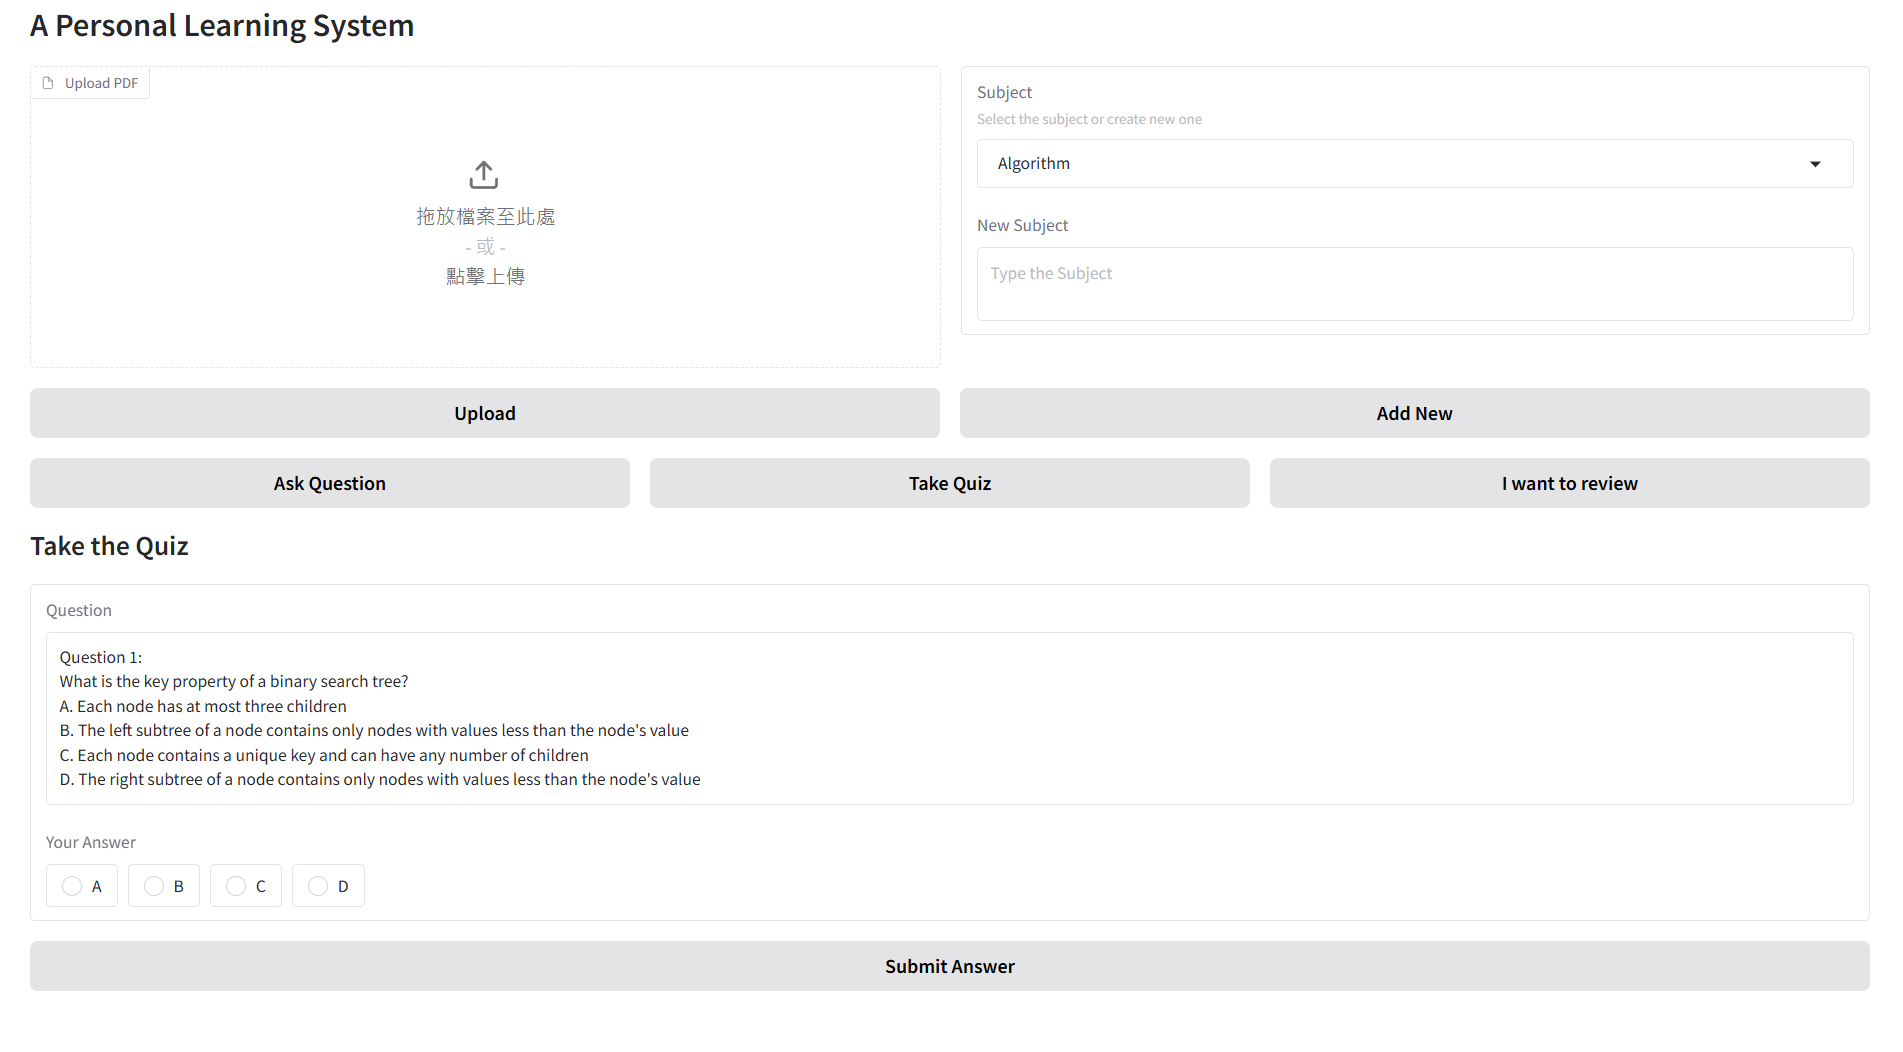 A Personal Learning System
Upload PDF
拖放檔案至此處
- 或 -
點擊上傳
Subject
Select the subject or create new one
Algorithm
New Subject
Type the Subject
Upload
Add New
Ask Question
Take Quiz
I want to review
Take the Quiz
Question
Question 1:
What is the key property of a binary search tree?
A. Each node has at most three children
B. The left subtree of a node contains only nodes with values less than the node's value
C. Each node contains a unique key and can have any number of children
D. The right subtree of a node contains only nodes with values less than the node's value
Your Answer
A
B
C
D
Submit Answer